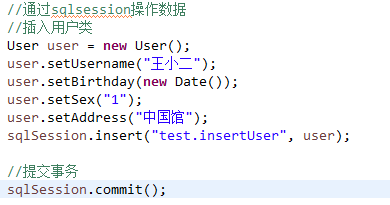 //通过sqlsession操作数据
//插入用户类
User user = new User();
user.setUsername("王小二");
user.setBirthday(new Date());
user.setSex("1");
user.setAddress("中国馆");
sqlSession.insert("test.insertUser", user);
//提交事务
sqlSession.commit();